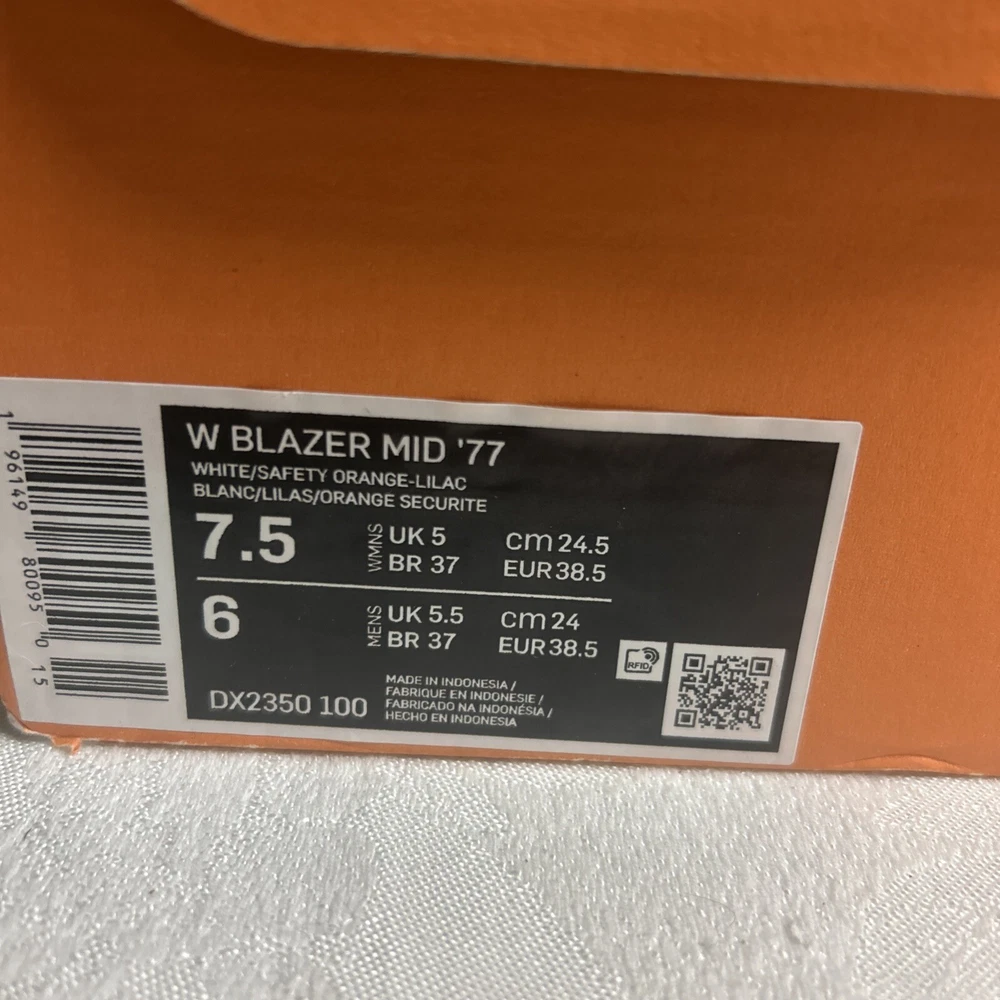 W BLAZER MID '77
WHITE/SAFETY ORANGE-LILAC
BLANC/LILAS/ORANGE SECURITE
7.5 WMNS UK 5 cm 24.5
BR 37 EUR 38.5
6 MENS UK 5.5 cm 24
BR 37 EUR 38.5
RFID
DX2350 100
MADE IN INDONESIA /
FABRIQUE EN INDONESIE /
FABRICADO NA INDONÉSIA /
HECHO EN INDONESIA
1 96149 80095 0 15